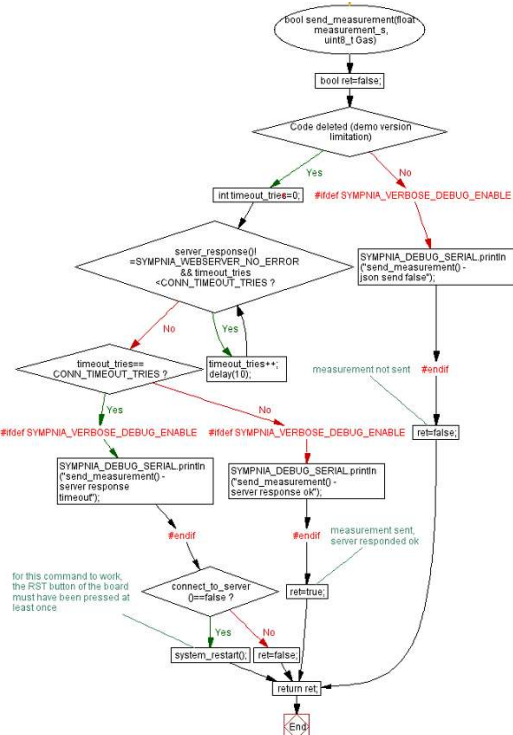 bool send_measurement(float
measurement_s,
uint8_t Gas)
bool ret=false;
Code deleted (demo version
limitation)
Yes
No
int timeout_tries=0;
#ifdef SYMPNIA_VERBOSE_DEBUG_ENABLE
server_response()!
=SYMPNIA_WEBSERVER_NO_ERROR
&& timeout_tries
<CONN_TIMEOUT_TRIES ?
SYMPNIA_DEBUG_SERIAL.println
("send_measurement() -
json send false");
No
Yes
timeout_tries++;
delay(10);
timeout_tries==
CONN_TIMEOUT_TRIES ?
measurement not sent
#endif
Yes
No
#ifdef SYMPNIA_VERBOSE_DEBUG_ENABLE
#ifdef SYMPNIA_VERBOSE_DEBUG_ENABLE
ret=false;
SYMPNIA_DEBUG_SERIAL.println
("send_measurement() -
server response
timeout");
SYMPNIA_DEBUG_SERIAL.println
("send_measurement() -
server response ok");
#endif
#endif
measurement sent,
server responded ok
for this command to work,
the RST button of the board
must have been pressed at
least once
connect_to_server
()==false ?
ret=true;
Yes
No
system_restart();
ret=false;
return ret;
End